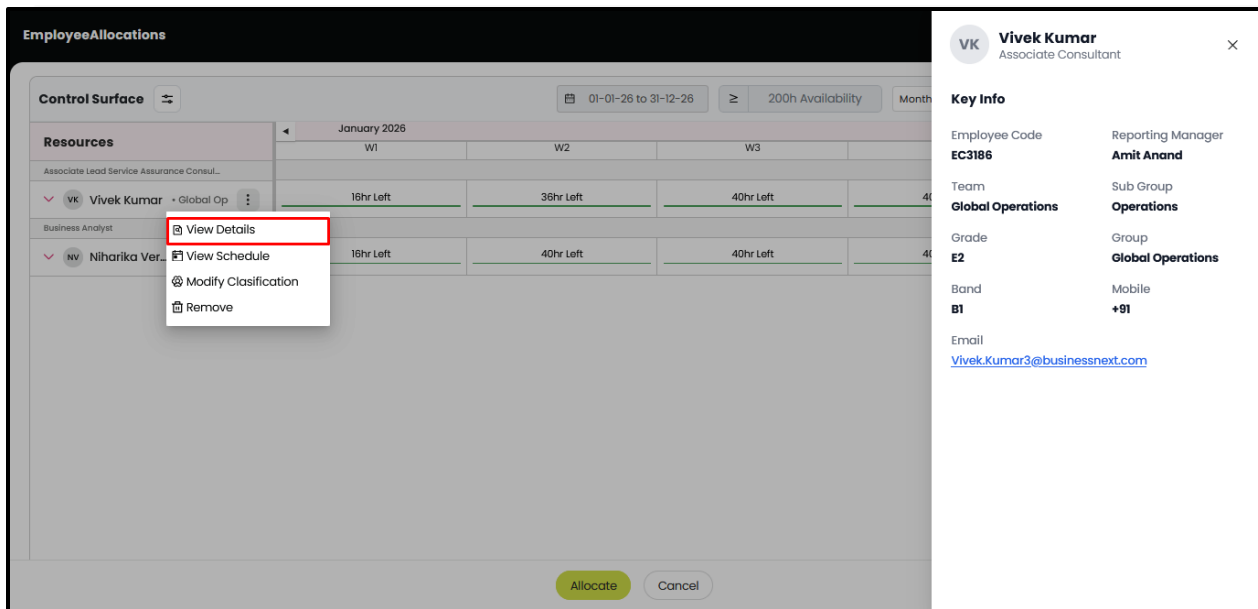 EmployeeAllocations
Control Surface
01-01-26 to 31-12-26
≥ 200h Availability
Month
Resources
January 2026
W1 W2 W3
Associate Lead Service Assurance Consul...
VK Vivek Kumar • Global Op
16hr Left 36hr Left 40hr Left 40
Business Analyst
NV Niharika Ver...
16hr Left 40hr Left 40hr Left 40
View Details
View Schedule
Modify Clasification
Remove
Allocate Cancel
VK Vivek Kumar
Associate Consultant
Key Info
Employee Code Reporting Manager
EC3186 Amit Anand
Team Sub Group
Global Operations Operations
Grade Group
E2 Global Operations
Band Mobile
B1 +91
Email
Vivek.Kumar3@businessnext.com